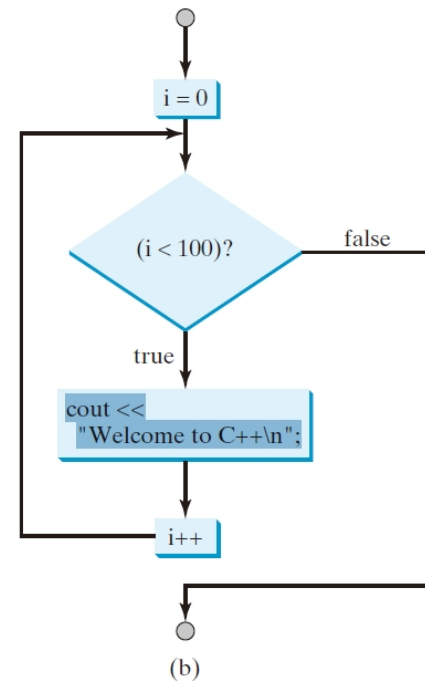 i = 0
(i < 100)?
false
true
cout <<
"Welcome to C++\n";
i++
(b)